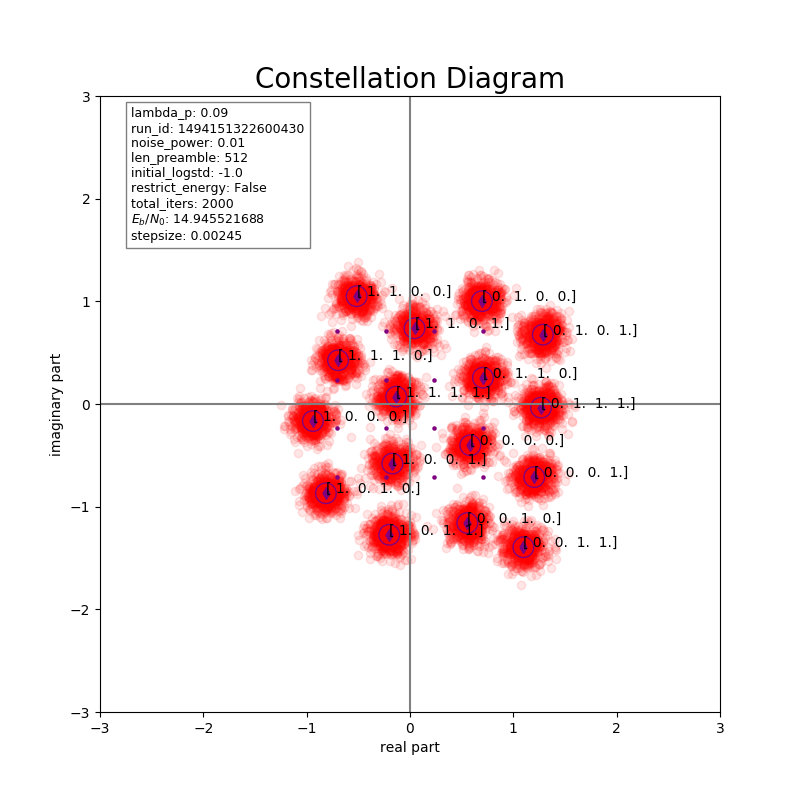 Constellation Diagram
lambda_p: 0.09
run_id: 1494151322600430
noise_power: 0.01
len_preamble: 512
initial_logstd: -1.0
restrict_energy: False
total_iters: 2000
E_b/N_0: 14.945521688
stepsize: 0.00245
3
2
1
0
−1
−2
−3
imaginary part
[ 1. 1. 0. 0.]
[ 0. 1. 0. 0.]
[ 1. 1. 0. 1.]
[ 0. 1. 0. 1.]
[ 1. 1. 1. 0.]
[ 0. 1. 1. 0.]
[ 1. 1. 1. 1.]
[ 0. 1. 1. 1.]
[ 1. 0. 0. 0.]
[ 0. 0. 0. 0.]
[ 1. 0. 0. 1.]
[ 0. 0. 0. 1.]
[ 1. 0. 1. 0.]
[ 0. 0. 1. 0.]
[ 1. 0. 1. 1.]
[ 0. 0. 1. 1.]
−3 −2 −1 0 1 2 3
real part